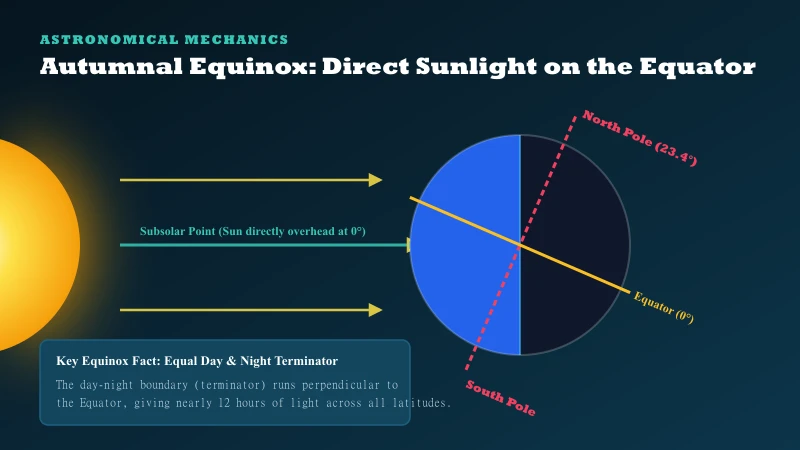 ASTRONOMICAL MECHANICS
Autumnal Equinox: Direct Sunlight on the Equator
North Pole (23.4°)
Subsolar Point (Sun directly overhead at 0°)
Equator (0°)
Key Equinox Fact: Equal Day & Night Terminator
The day-night boundary (terminator) runs perpendicular to
the Equator, giving nearly 12 hours of light across all latitudes.
South Pole